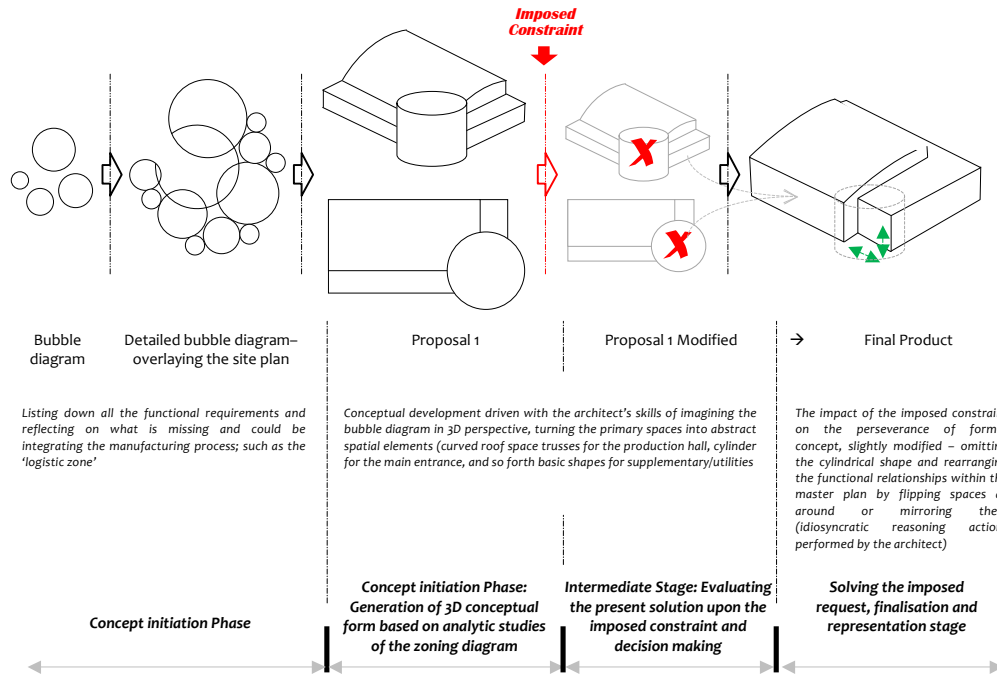 Imposed
Constraint
X
X
Bubble
diagram
Detailed bubble diagram–
overlaying the site plan
Proposal 1
Proposal 1 Modified
→
Final Product
Listing down all the functional requirements and
reflecting on what is missing and could be
integrating the manufacturing process; such as the
‘logistic zone’
Conceptual development driven with the architect’s skills of imagining the
bubble diagram in 3D perspective, turning the primary spaces into abstract
spatial elements (curved roof space trusses for the production hall, cylinder
for the main entrance, and so forth basic shapes for supplementary/utilities
The impact of the imposed
on the perseverance of
concept, slightly modified –
the cylindrical shape and
the functional relationships within
master plan by flipping spaces
around or mirroring
(idiosyncratic reasoning
performed by the architect)
Concept initiation Phase
Concept initiation Phase:
Generation of 3D conceptual
form based on analytic studies
of the zoning diagram
Intermediate Stage: Evaluating
the present solution upon the
imposed constraint and
decision making
Solving the imposed
request, finalisation and
representation stage